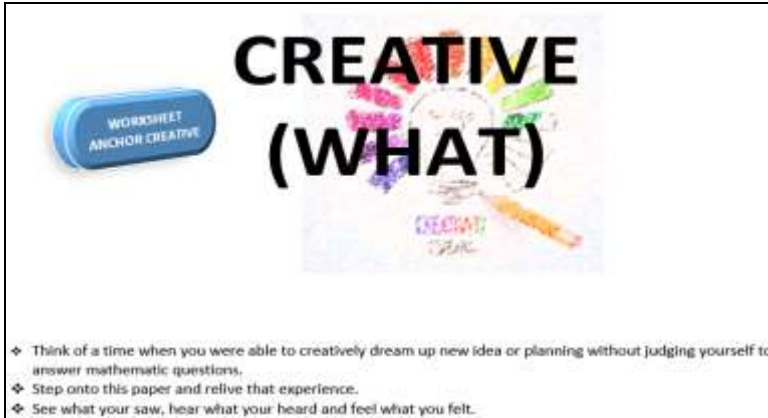 CREATIVE
(WHAT)
WORKSHEET
ANCHOR CREATIVE
❖ Think of a time when you were able to creatively dream up new idea or planning without judging yourself to
answer mathematic questions.
❖ Step onto this paper and relive that experience.
❖ See what your saw, hear what your heard and feel what you felt.